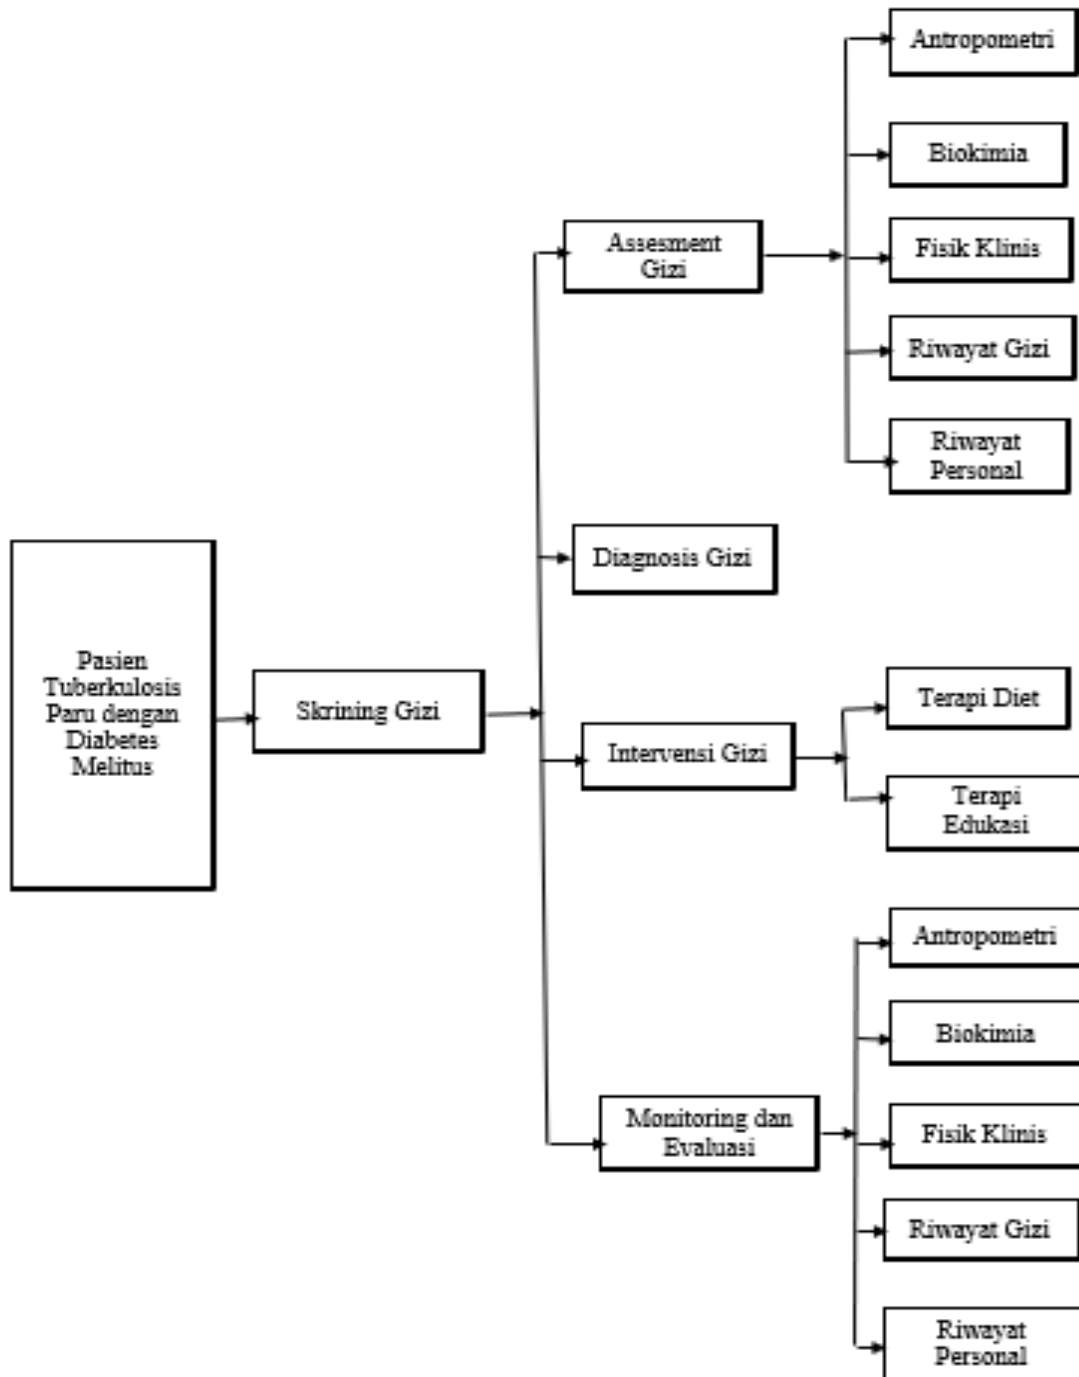 Pasien
Tuberkulosis
Paru dengan
Diabetes
Melitus
Skrining Gizi
Assesment
Gizi
Antropometri
Biokimia
Fisik Klinis
Riwayat Gizi
Riwayat
Personal
Diagnosis Gizi
Intervensi Gizi
Terapi Diet
Terapi
Edukasi
Monitoring dan
Evaluasi
Antropometri
Biokimia
Fisik Klinis
Riwayat Gizi
Riwayat
Personal